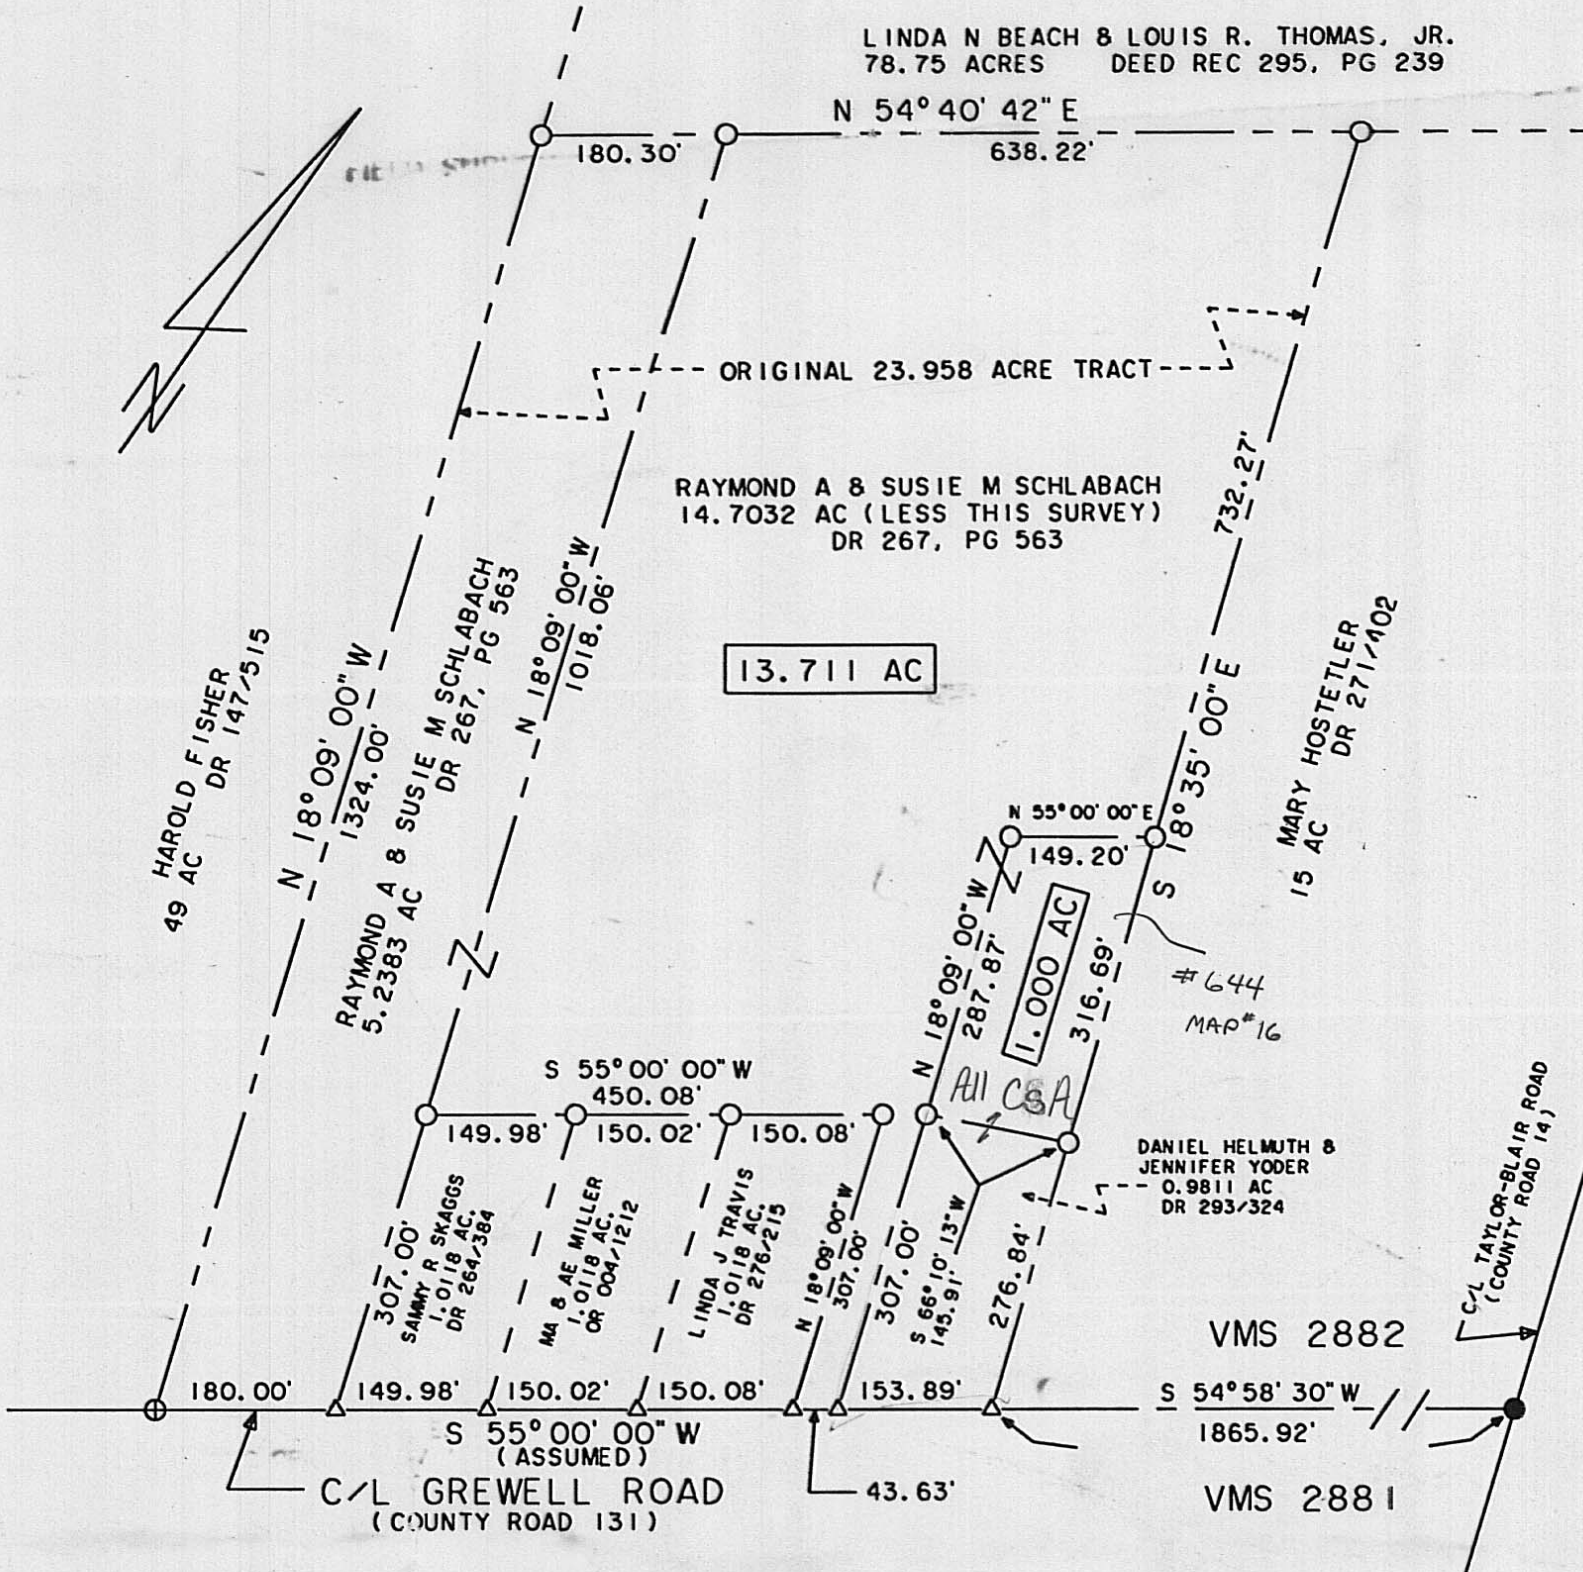 LINDA N BEACH & LOUIS R. THOMAS, JR.
78.75 ACRES DEED REC 295, PG 239
N 54° 40' 42" E
180.30'
638.22'
ORIGINAL 23.958 ACRE TRACT
RAYMOND A & SUSIE M SCHLABACH
14.7032 AC (LESS THIS SURVEY)
DR 267, PG 563
13.711 AC
732.27'
S 18° 35' 00" E
HAROLD FISHER
49 AC DR 147/515
N 18° 09' 00" W
1324.00'
RAYMOND A & SUSIE M SCHLABACH
5.2383 AC DR 267, PG 563
N 18° 09' 00" W
1018.06'
MARY HOSTETLER
15 AC DR 271/402
N 55° 00' 00" E
149.20'
N 18° 09' 00" W
287.87'
1.000 AC
316.69'
#644
MAP #16
S 55° 00' 00" W
450.08'
149.98'
150.02'
150.08'
All
307.00'
SAMMY R SKAGGS
1.0118 AC.
DR 264/384
MA & AE MILLER
1.0118 AC.
OR 004/1212
LINDA J TRAVIS
1.0118 AC.
DR 276/215
N 18° 09' 00" W
307.00'
307.00'
S 66° 10' 13" W
145.91'
276.84'
DANIEL HELMUTH &
JENNIFER YODER
0.9811 AC
DR 293/324
C/L TAYLOR-BLAIR ROAD
(COUNTY ROAD 14)
VMS 2882
180.00'
149.98'
150.02'
150.08'
153.89'
S 54° 58' 30" W
1865.92'
S 55° 00' 00" W
(ASSUMED)
C/L GREWELL ROAD
(COUNTY ROAD 131)
43.63'
VMS 2881